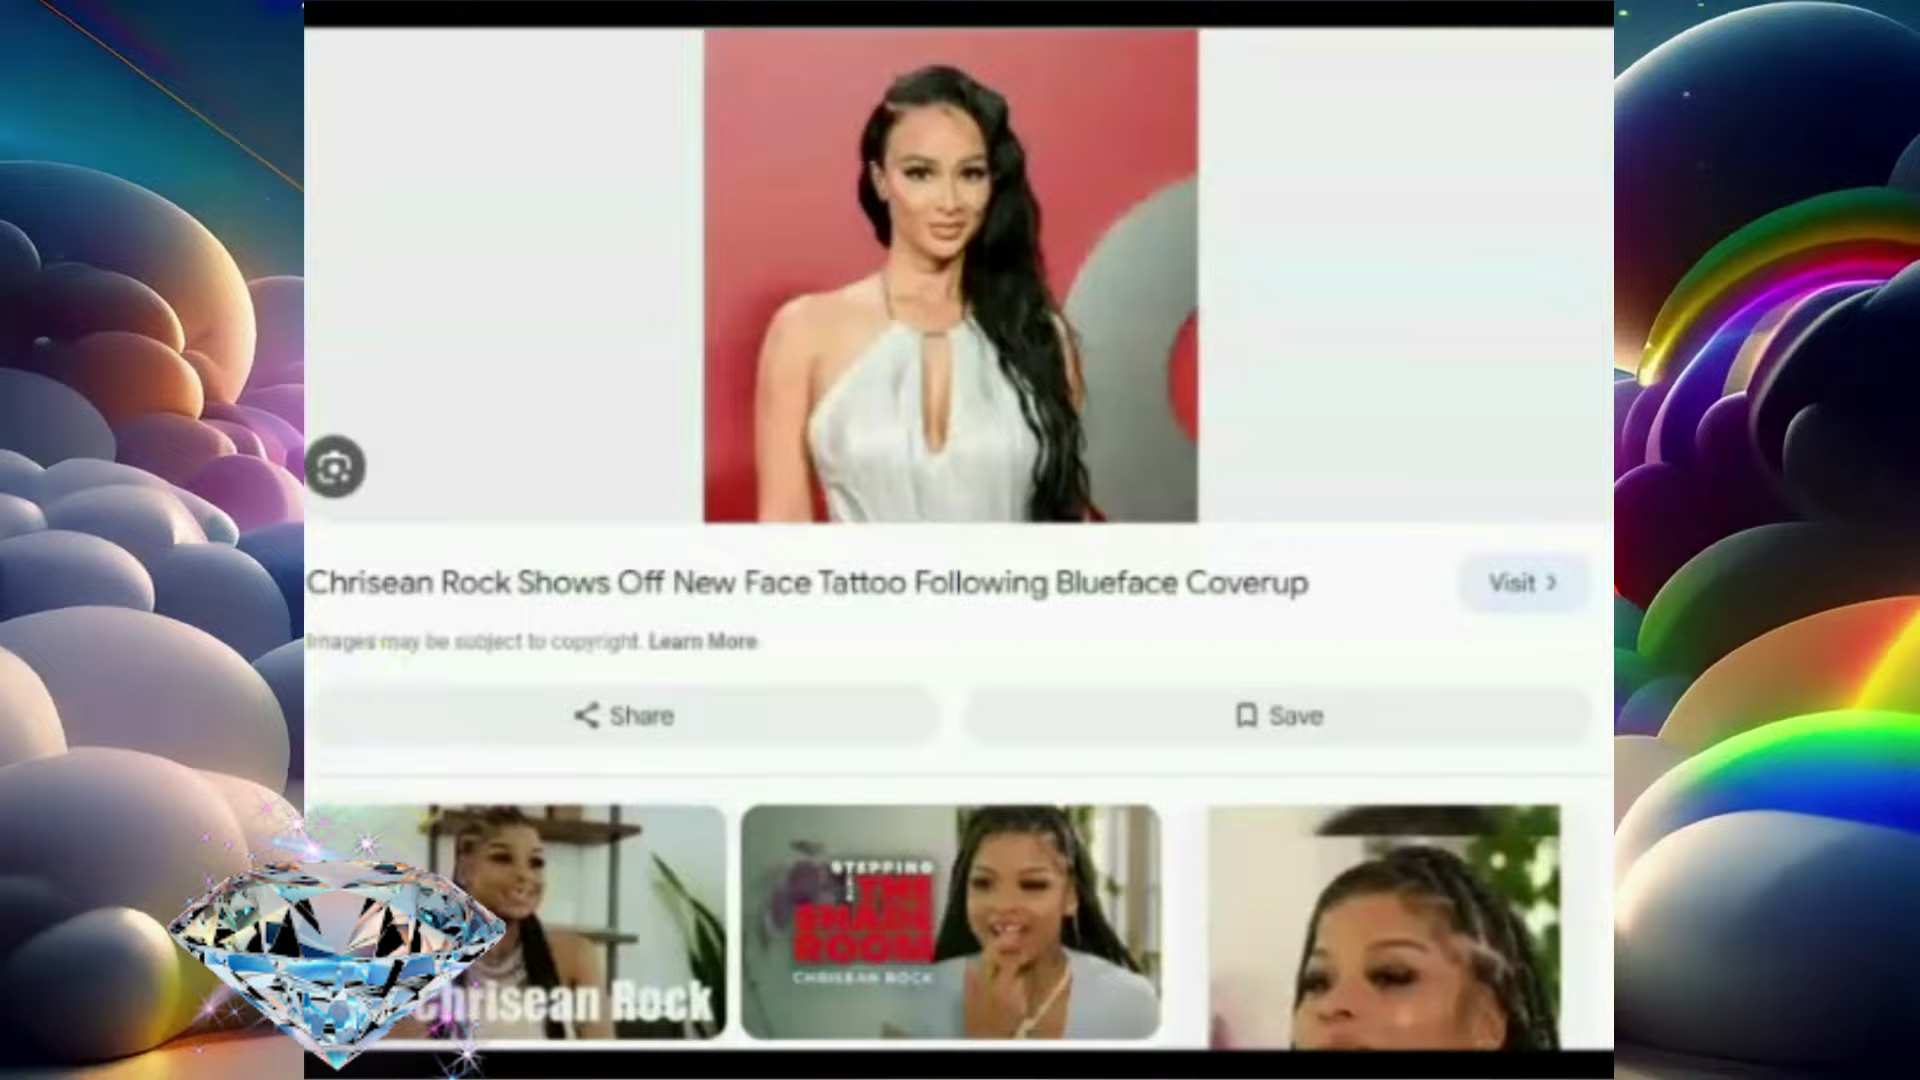 Chrisean Rock Shows Off New Face Tattoo Following Blueface Coverup
Visit
Images may be subject to copyright. Learn More
Share
Save
Chrisean Rock
STEPPING
INTO
THE
SHADE
ROOM
CHRISEAN ROCK